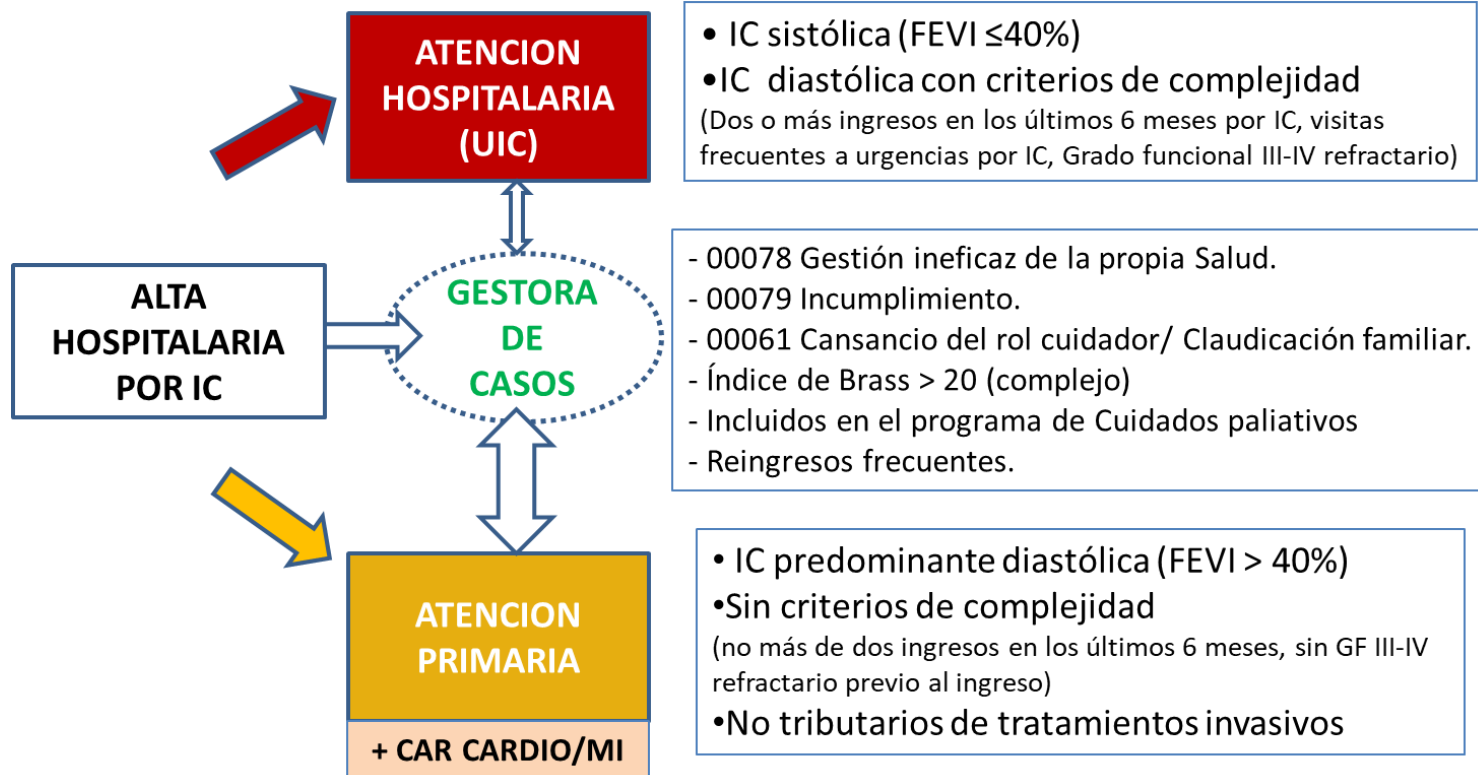 ATENCION
HOSPITALARIA
(UIC)
• IC sistólica (FEVI ≤40%)
•IC diastólica con criterios de complejidad
(Dos o más ingresos en los últimos 6 meses por IC, visitas
frecuentes a urgencias por IC, Grado funcional III-IV refractario)
ALTA
HOSPITALARIA
POR IC
GESTORA
DE
CASOS
- 00078 Gestión ineficaz de la propia Salud.
- 00079 Incumplimiento.
- 00061 Cansancio del rol cuidador/ Claudicación familiar.
- Índice de Brass > 20 (complejo)
- Incluidos en el programa de Cuidados paliativos
- Reingresos frecuentes.
ATENCION
PRIMARIA
+ CAR CARDIO/MI
• IC predominante diastólica (FEVI > 40%)
•Sin criterios de complejidad
(no más de dos ingresos en los últimos 6 meses, sin GF III-IV
refractario previo al ingreso)
•No tributarios de tratamientos invasivos